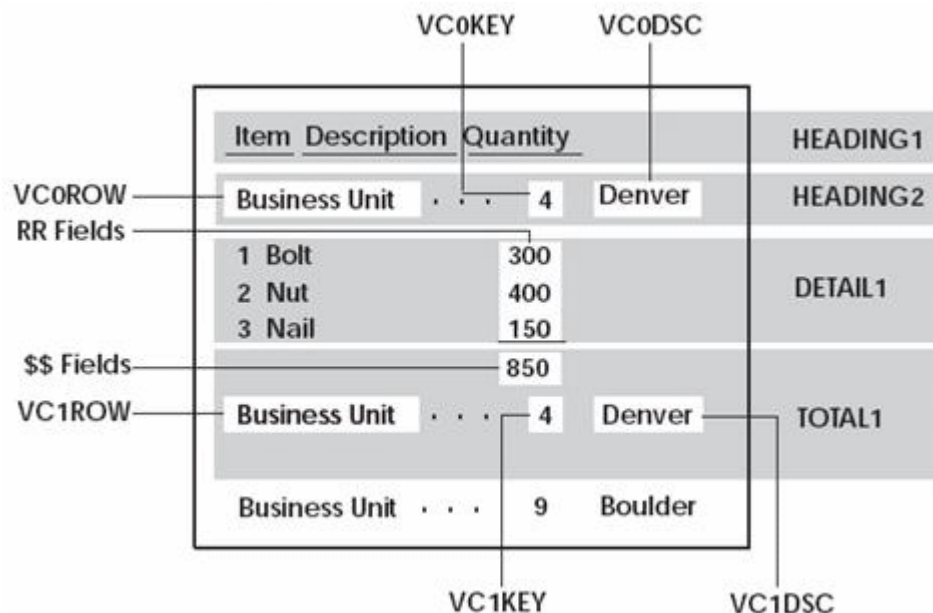 VC0KEY VC0DSC
Item Description Quantity HEADING1
VC0ROW Business Unit . . . 4 Denver HEADING2
RR Fields
1 Bolt 300
2 Nut 400 DETAIL1
3 Nail 150
$$ Fields 850
VC1ROW Business Unit . . . 4 Denver TOTAL1
Business Unit . . . 9 Boulder
VC1KEY VC1DSC